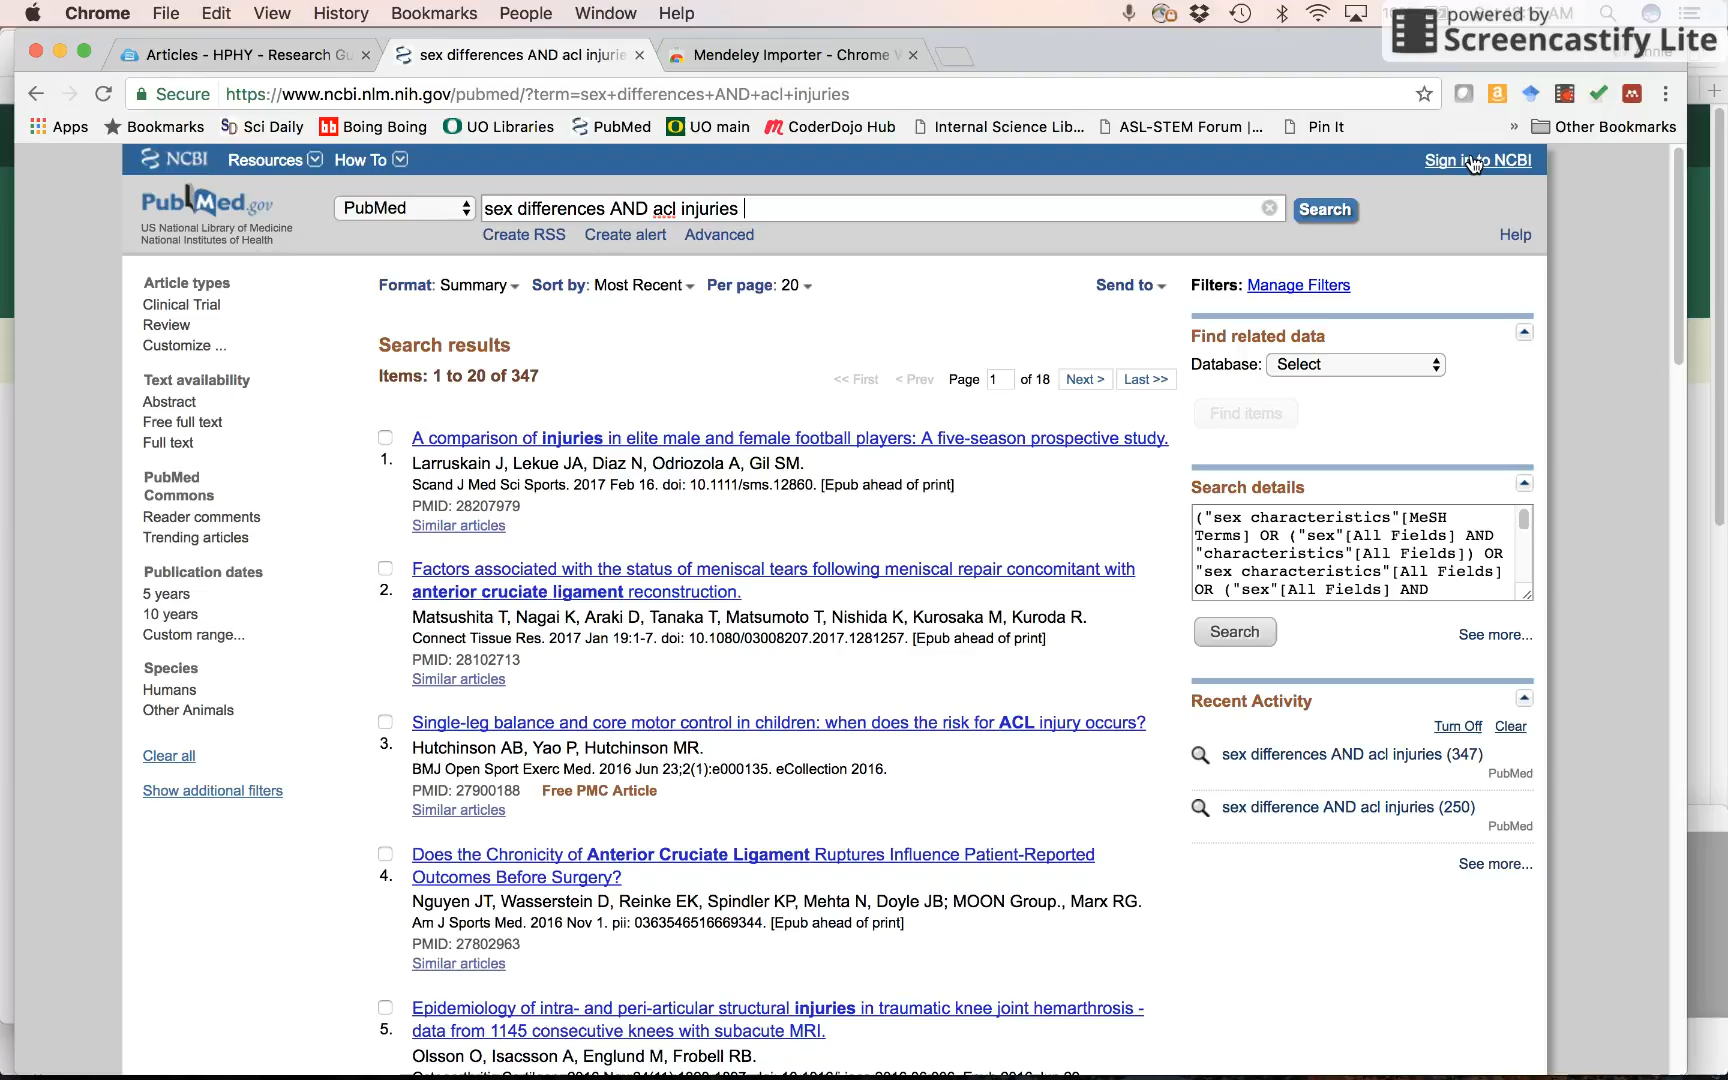 Chrome File Edit View History Bookmarks People Window Help
powered by
Screencastify Lite
Articles - HPHY - Research Gu
sex differences AND acl injurie
Mendeley Importer - Chrome W
Secure https://www.ncbi.nlm.nih.gov/pubmed/?term=sex+differences+AND+acl+injuries
Apps Bookmarks Sci Daily Boing Boing UO Libraries PubMed UO main CoderDojo Hub Internal Science Lib... ASL-STEM Forum |... Pin It » Other Bookmarks
NCBI Resources How To Sign in to NCBI
PubMed.gov
US National Library of Medicine
National Institutes of Health
PubMed
sex differences AND acl injuries
Search
Create RSS Create alert Advanced
Help
Article types
Clinical Trial
Review
Customize ...
Text availability
Abstract
Free full text
Full text
PubMed
Commons
Reader comments
Trending articles
Publication dates
5 years
10 years
Custom range...
Species
Humans
Other Animals
Clear all
Show additional filters
Format: Summary Sort by: Most Recent Per page: 20 Send to
Search results
Items: 1 to 20 of 347
<< First < Prev Page 1 of 18 Next > Last >>
A comparison of injuries in elite male and female football players: A five-season prospective study.
1. Larruskain J, Lekue JA, Diaz N, Odriozola A, Gil SM.
Scand J Med Sci Sports. 2017 Feb 16. doi: 10.1111/sms.12860. [Epub ahead of print]
PMID: 28207979
Similar articles
Factors associated with the status of meniscal tears following meniscal repair concomitant with
2. anterior cruciate ligament reconstruction.
Matsushita T, Nagai K, Araki D, Tanaka T, Matsumoto T, Nishida K, Kurosaka M, Kuroda R.
Connect Tissue Res. 2017 Jan 19:1-7. doi: 10.1080/03008207.2017.1281257. [Epub ahead of print]
PMID: 28102713
Similar articles
Single-leg balance and core motor control in children: when does the risk for ACL injury occurs?
3. Hutchinson AB, Yao P, Hutchinson MR.
BMJ Open Sport Exerc Med. 2016 Jun 23;2(1):e000135. eCollection 2016.
PMID: 27900188 Free PMC Article
Similar articles
Does the Chronicity of Anterior Cruciate Ligament Ruptures Influence Patient-Reported
4. Outcomes Before Surgery?
Nguyen JT, Wasserstein D, Reinke EK, Spindler KP, Mehta N, Doyle JB; MOON Group., Marx RG.
Am J Sports Med. 2016 Nov 1. pii: 0363546516669344. [Epub ahead of print]
PMID: 27802963
Similar articles
Epidemiology of intra- and peri-articular structural injuries in traumatic knee joint hemarthrosis -
5. data from 1145 consecutive knees with subacute MRI.
Olsson O, Isacsson A, Englund M, Frobell RB.
Filters: Manage Filters
Find related data
Database: Select
Find items
Search details
("sex characteristics"[MeSH
Terms] OR ("sex"[All Fields] AND
"characteristics"[All Fields]) OR
"sex characteristics"[All Fields]
OR ("sex"[All Fields] AND
Search
See more...
Recent Activity
Turn Off Clear
sex differences AND acl injuries (347)
PubMed
sex difference AND acl injuries (250)
PubMed
See more...